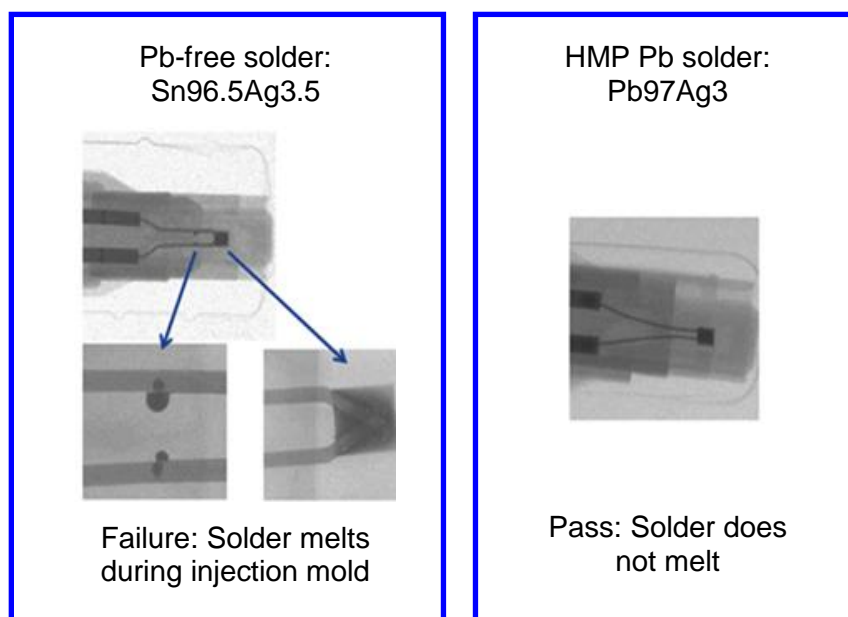 Pb-free solder:
Sn96.5Ag3.5
Failure: Solder melts
during injection mold
HMP Pb solder:
Pb97Ag3
Pass: Solder does
not melt